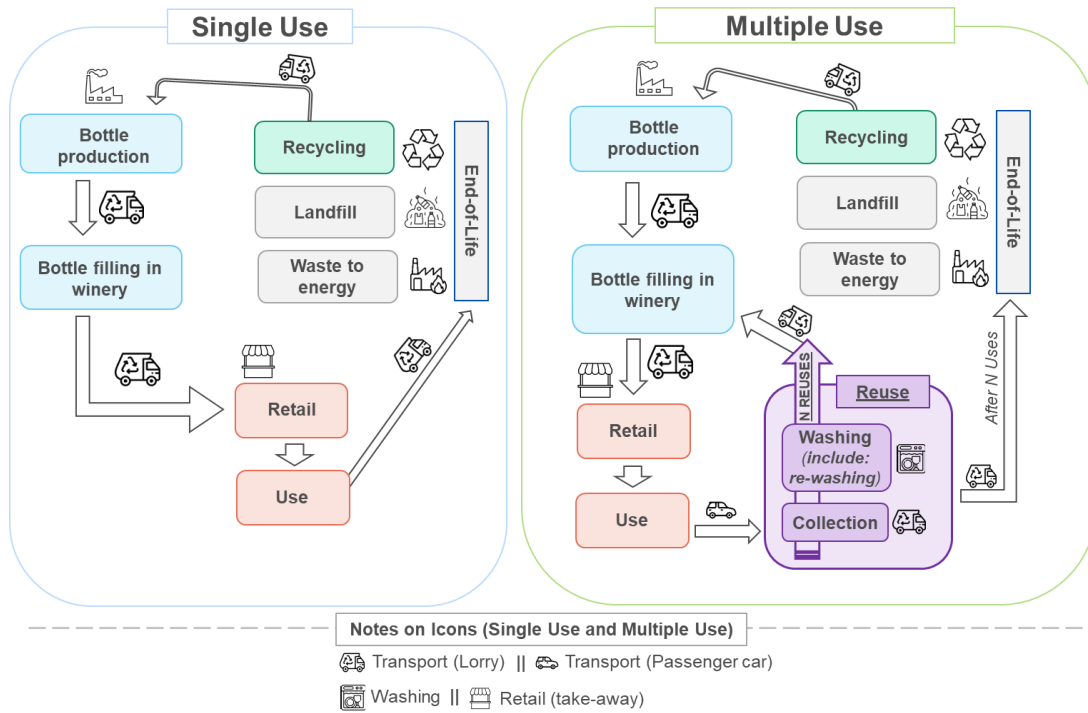 Single Use
Bottle
production
Recycling
Landfill
Bottle filling in
winery
Waste to
energy
End-of-Life
Retail
Use
Multiple Use
Bottle
production
Recycling
Landfill
Bottle filling in
winery
Waste to
energy
End-of-Life
Retail
Use
N REUSES
Reuse
Washing
(include:
re-washing)
Collection
After N Uses
Notes on Icons (Single Use and Multiple Use)
Transport (Lorry) || Transport (Passenger car)
Washing || Retail (take-away)